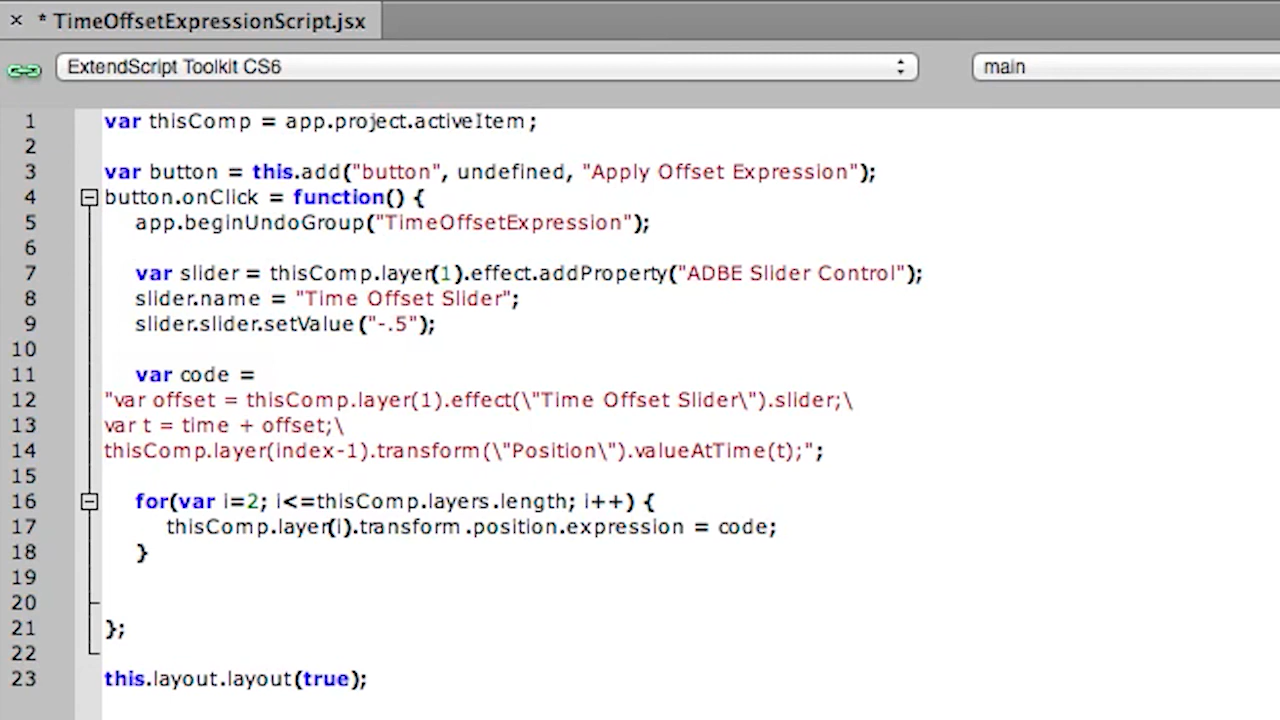 × * TimeOffsetExpressionScript.jsx
ExtendScript Toolkit CS6 main
1 var thisComp = app.project.activeItem;
2
3 var button = this.add("button", undefined, "Apply Offset Expression");
4 button.onClick = function() {
5 app.beginUndoGroup("TimeOffsetExpression");
6
7 var slider = thisComp.layer(1).effect.addProperty("ADBE Slider Control");
8 slider.name = "Time Offset Slider";
9 slider.slider.setValue("-.5");
10
11 var code =
12 "var offset = thisComp.layer(1).effect(\"Time Offset Slider\").slider;\
13 var t = time + offset;\
14 thisComp.layer(index-1).transform(\"Position\").valueAtTime(t);";
15
16 for(var i=2; i<=thisComp.layers.length; i++) {
17 thisComp.layer(i).transform.position.expression = code;
18 }
19
20
21 };
22
23 this.layout.layout(true);